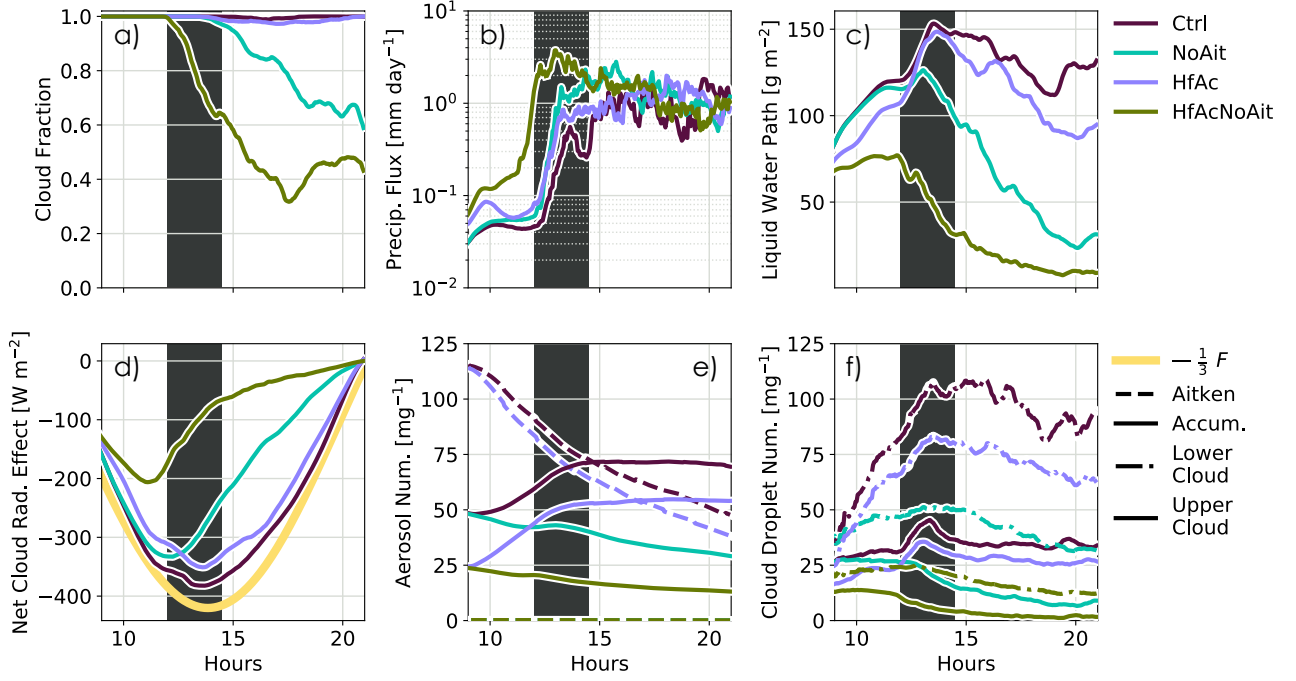 Cloud Fraction
1.0
0.8
0.6
0.4
0.2
0.0
10
15
20
a)
Precip. Flux [mm day⁻¹]
10²
10¹
10⁰
10⁻¹
10⁻²
10
15
20
b)
Liquid Water Path [g m⁻²]
150
100
50
10
15
20
c)
Ctrl
NoAit
HfAc
HfAcNoAit
Net Cloud Rad. Effect [W m⁻²]
0
−100
−200
−300
−400
10
15
20
Hours
d)
Aerosol Num. [mg⁻¹]
125
100
75
50
25
0
10
15
20
Hours
e)
Cloud Droplet Num. [mg⁻¹]
125
100
75
50
25
0
10
15
20
Hours
f)
— 1/3 F
Aitken
Accum.
Lower
Cloud
Upper
Cloud